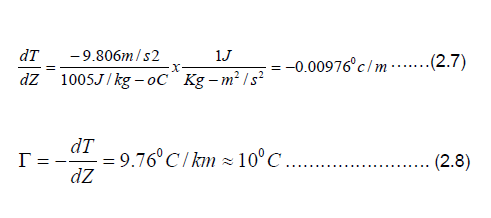 dT/dZ = −9.806m/s2 / 1005J/kg−oC x 1J / Kg−m²/s² = −0.00976⁰c/m·······(2.7)
Γ = −dT/dZ = 9.76⁰C/km ≈ 10⁰C.......................... (2.8)